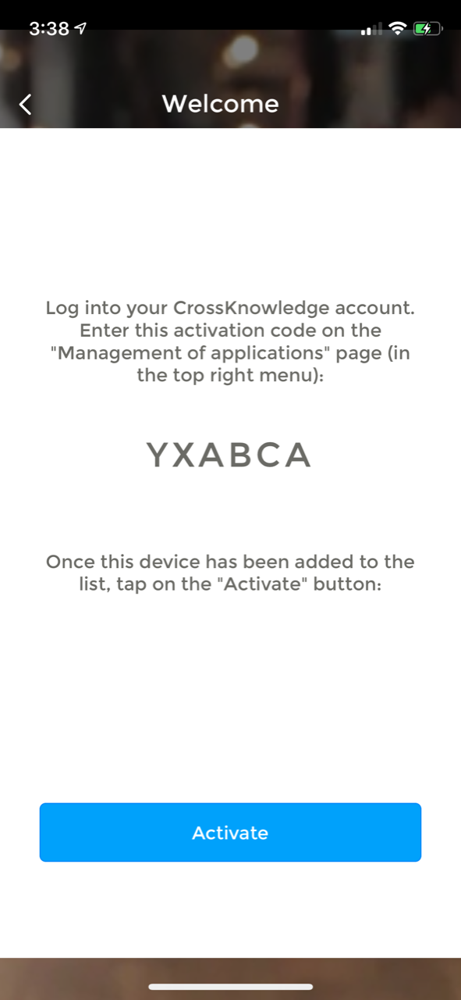 3:38
Welcome
Log into your CrossKnowledge account.
Enter this activation code on the
"Management of applications" page (in
the top right menu):
YXABCA
Once this device has been added to the
list, tap on the "Activate" button:
Activate